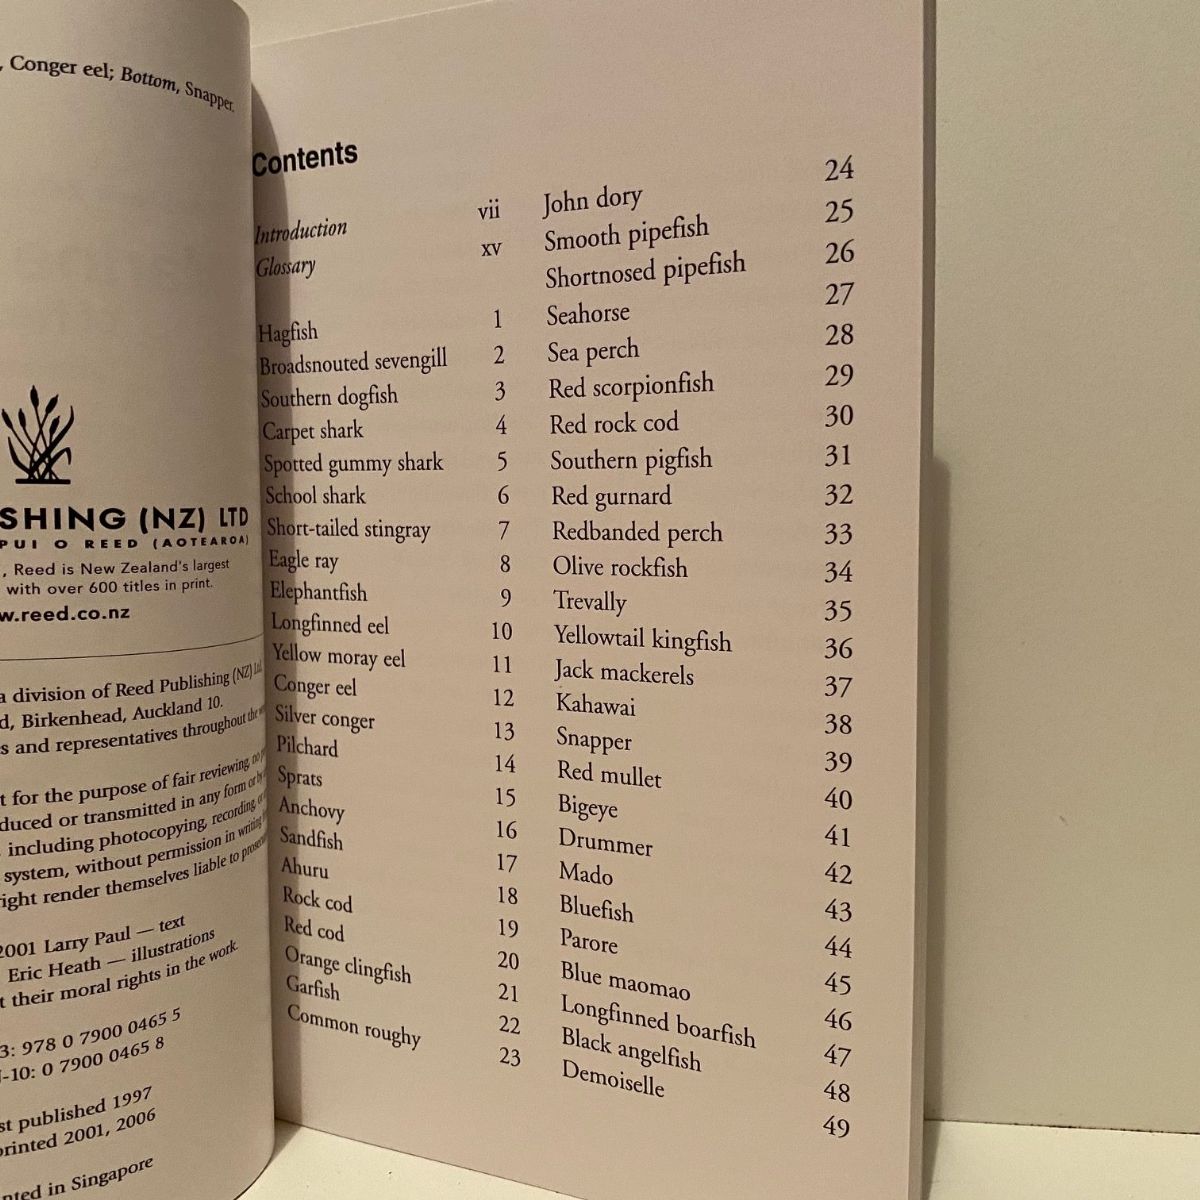 , Conger eel; Bottom, Snapper.
SHING (NZ) LTD
PUI O REED (AOTEAROA)
, Reed is New Zealand's largest
with over 600 titles in print.
w.reed.co.nz
a division of Reed Publishing (NZ) Ltd,
d, Birkenhead, Auckland 10.
s and representatives throughout the
t for the purpose of fair reviewing, no
duced or transmitted in any form or by
, including photocopying, recording,
system, without permission in writing
ight render themselves liable to
2001 Larry Paul — text
Eric Heath — illustrations
t their moral rights in the work.
3: 978 0 7900 0465 5
-10: 0 7900 0465 8
st published 1997
printed 2001, 2006
nted in Singapore
Contents
Introduction vii
Glossary xv
Hagfish 1
Broadsnouted sevengill 2
Southern dogfish 3
Carpet shark 4
Spotted gummy shark 5
School shark 6
Short-tailed stingray 7
Eagle ray 8
Elephantfish 9
Longfinned eel 10
Yellow moray eel 11
Conger eel 12
Silver conger 13
Pilchard 14
Sprats 15
Anchovy 16
Sandfish 17
Ahuru 18
Rock cod 19
Red cod 20
Orange clingfish 21
Garfish 22
Common roughy 23
John dory 24
Smooth pipefish 25
Shortnosed pipefish 26
Seahorse 27
Sea perch 28
Red scorpionfish 29
Red rock cod 30
Southern pigfish 31
Red gurnard 32
Redbanded perch 33
Olive rockfish 34
Trevally 35
Yellowtail kingfish 36
Jack mackerels 37
Kahawai 38
Snapper 39
Red mullet 40
Bigeye 41
Drummer 42
Mado 43
Bluefish 44
Parore 45
Blue maomao 46
Longfinned boarfish 47
Black angelfish 48
Demoiselle 49